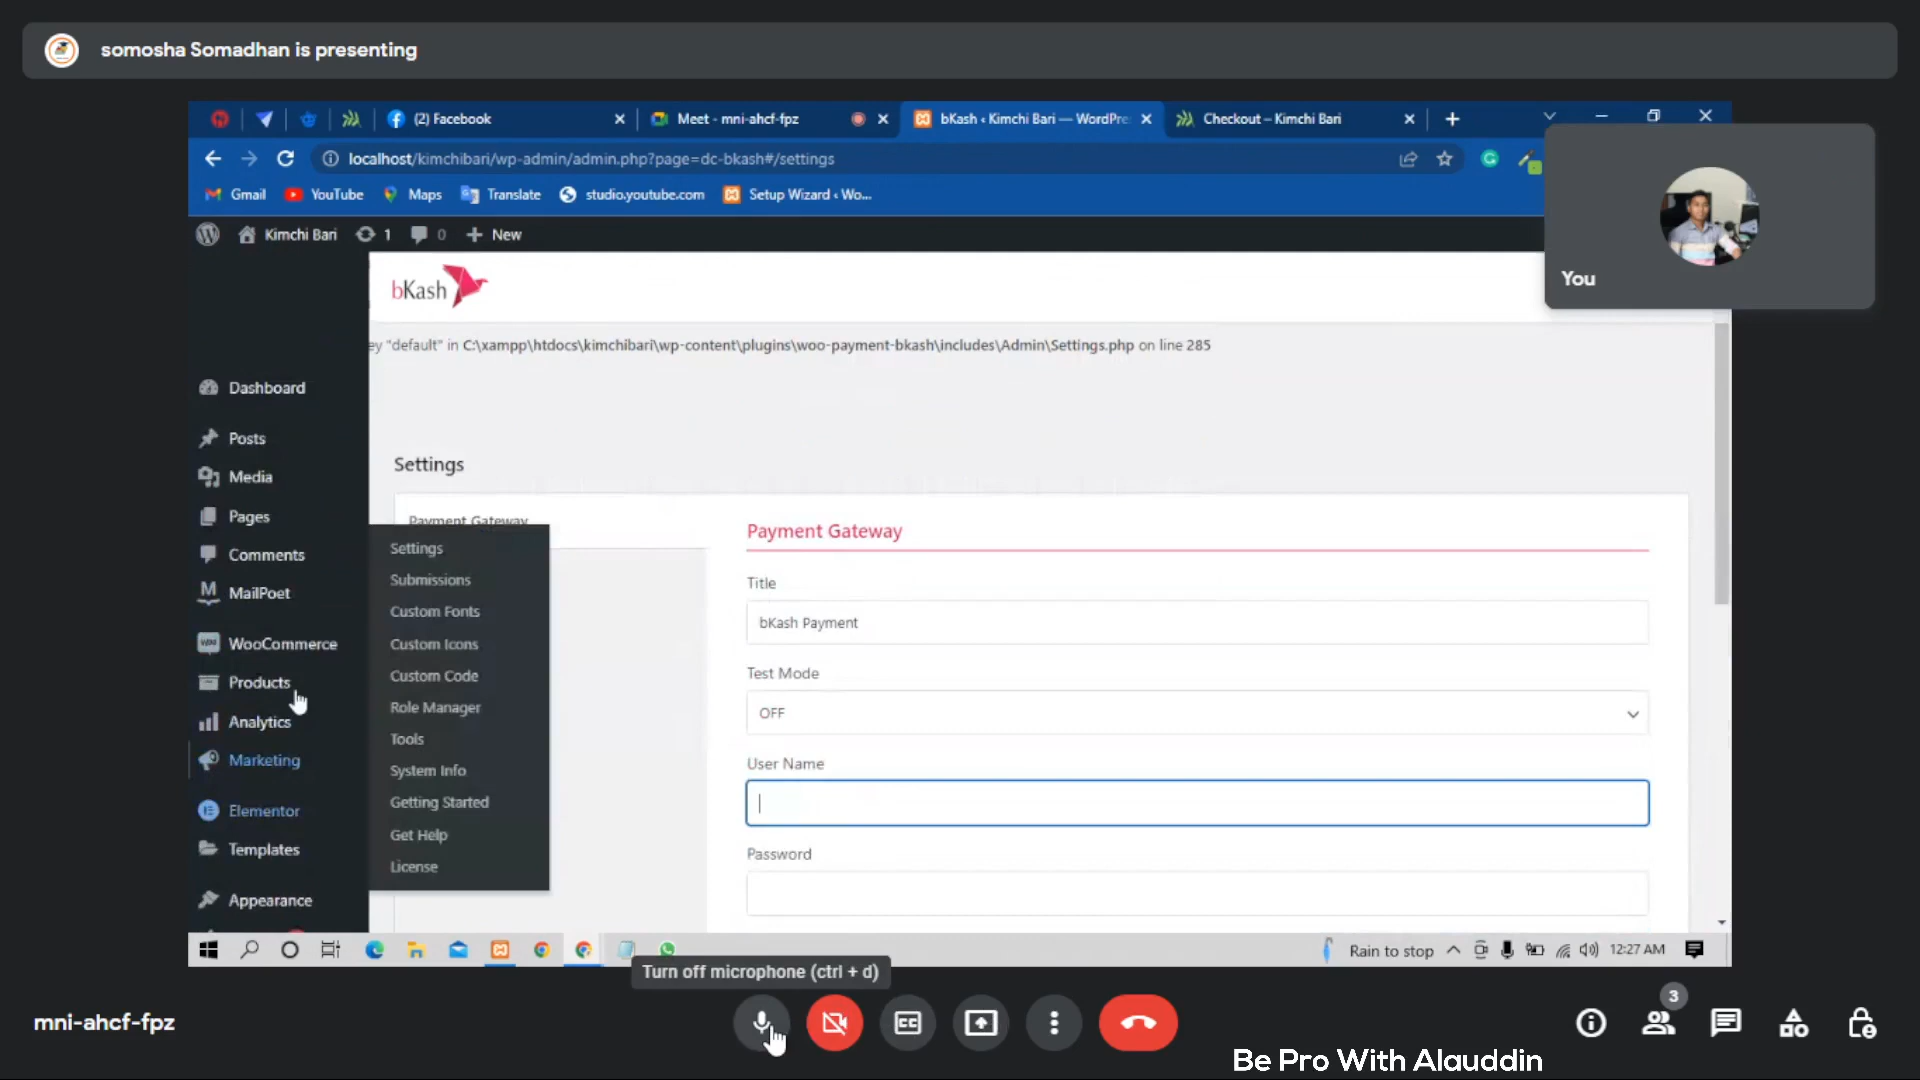 somosha Somadhan is presenting
(2) Facebook
Meet - mni-ahcf-fpz
bKash ‹ Kimchi Bari — WordPre
Checkout – Kimchi Bari
localhost/kimchibari/wp-admin/admin.php?page=dc-bkash#/settings
Gmail
YouTube
Maps
Translate
studio.youtube.com
Setup Wizard ‹ Wo...
Kimchi Bari
1
0
New
You
bKash
ey "default" in C:\xampp\htdocs\kimchibari\wp-content\plugins\woo-payment-bkash\includes\Admin\Settings.php on line 285
Dashboard
Posts
Media
Pages
Comments
MailPoet
WooCommerce
Products
Analytics
Marketing
Elementor
Templates
Appearance
Settings
Payment Gateway
Settings
Submissions
Custom Fonts
Custom Icons
Custom Code
Role Manager
Tools
System Info
Getting Started
Get Help
License
Payment Gateway
Title
bKash Payment
Test Mode
OFF
User Name
Password
Rain to stop
12:27 AM
Turn off microphone (ctrl + d)
mni-ahcf-fpz
3
Be Pro With Alauddin